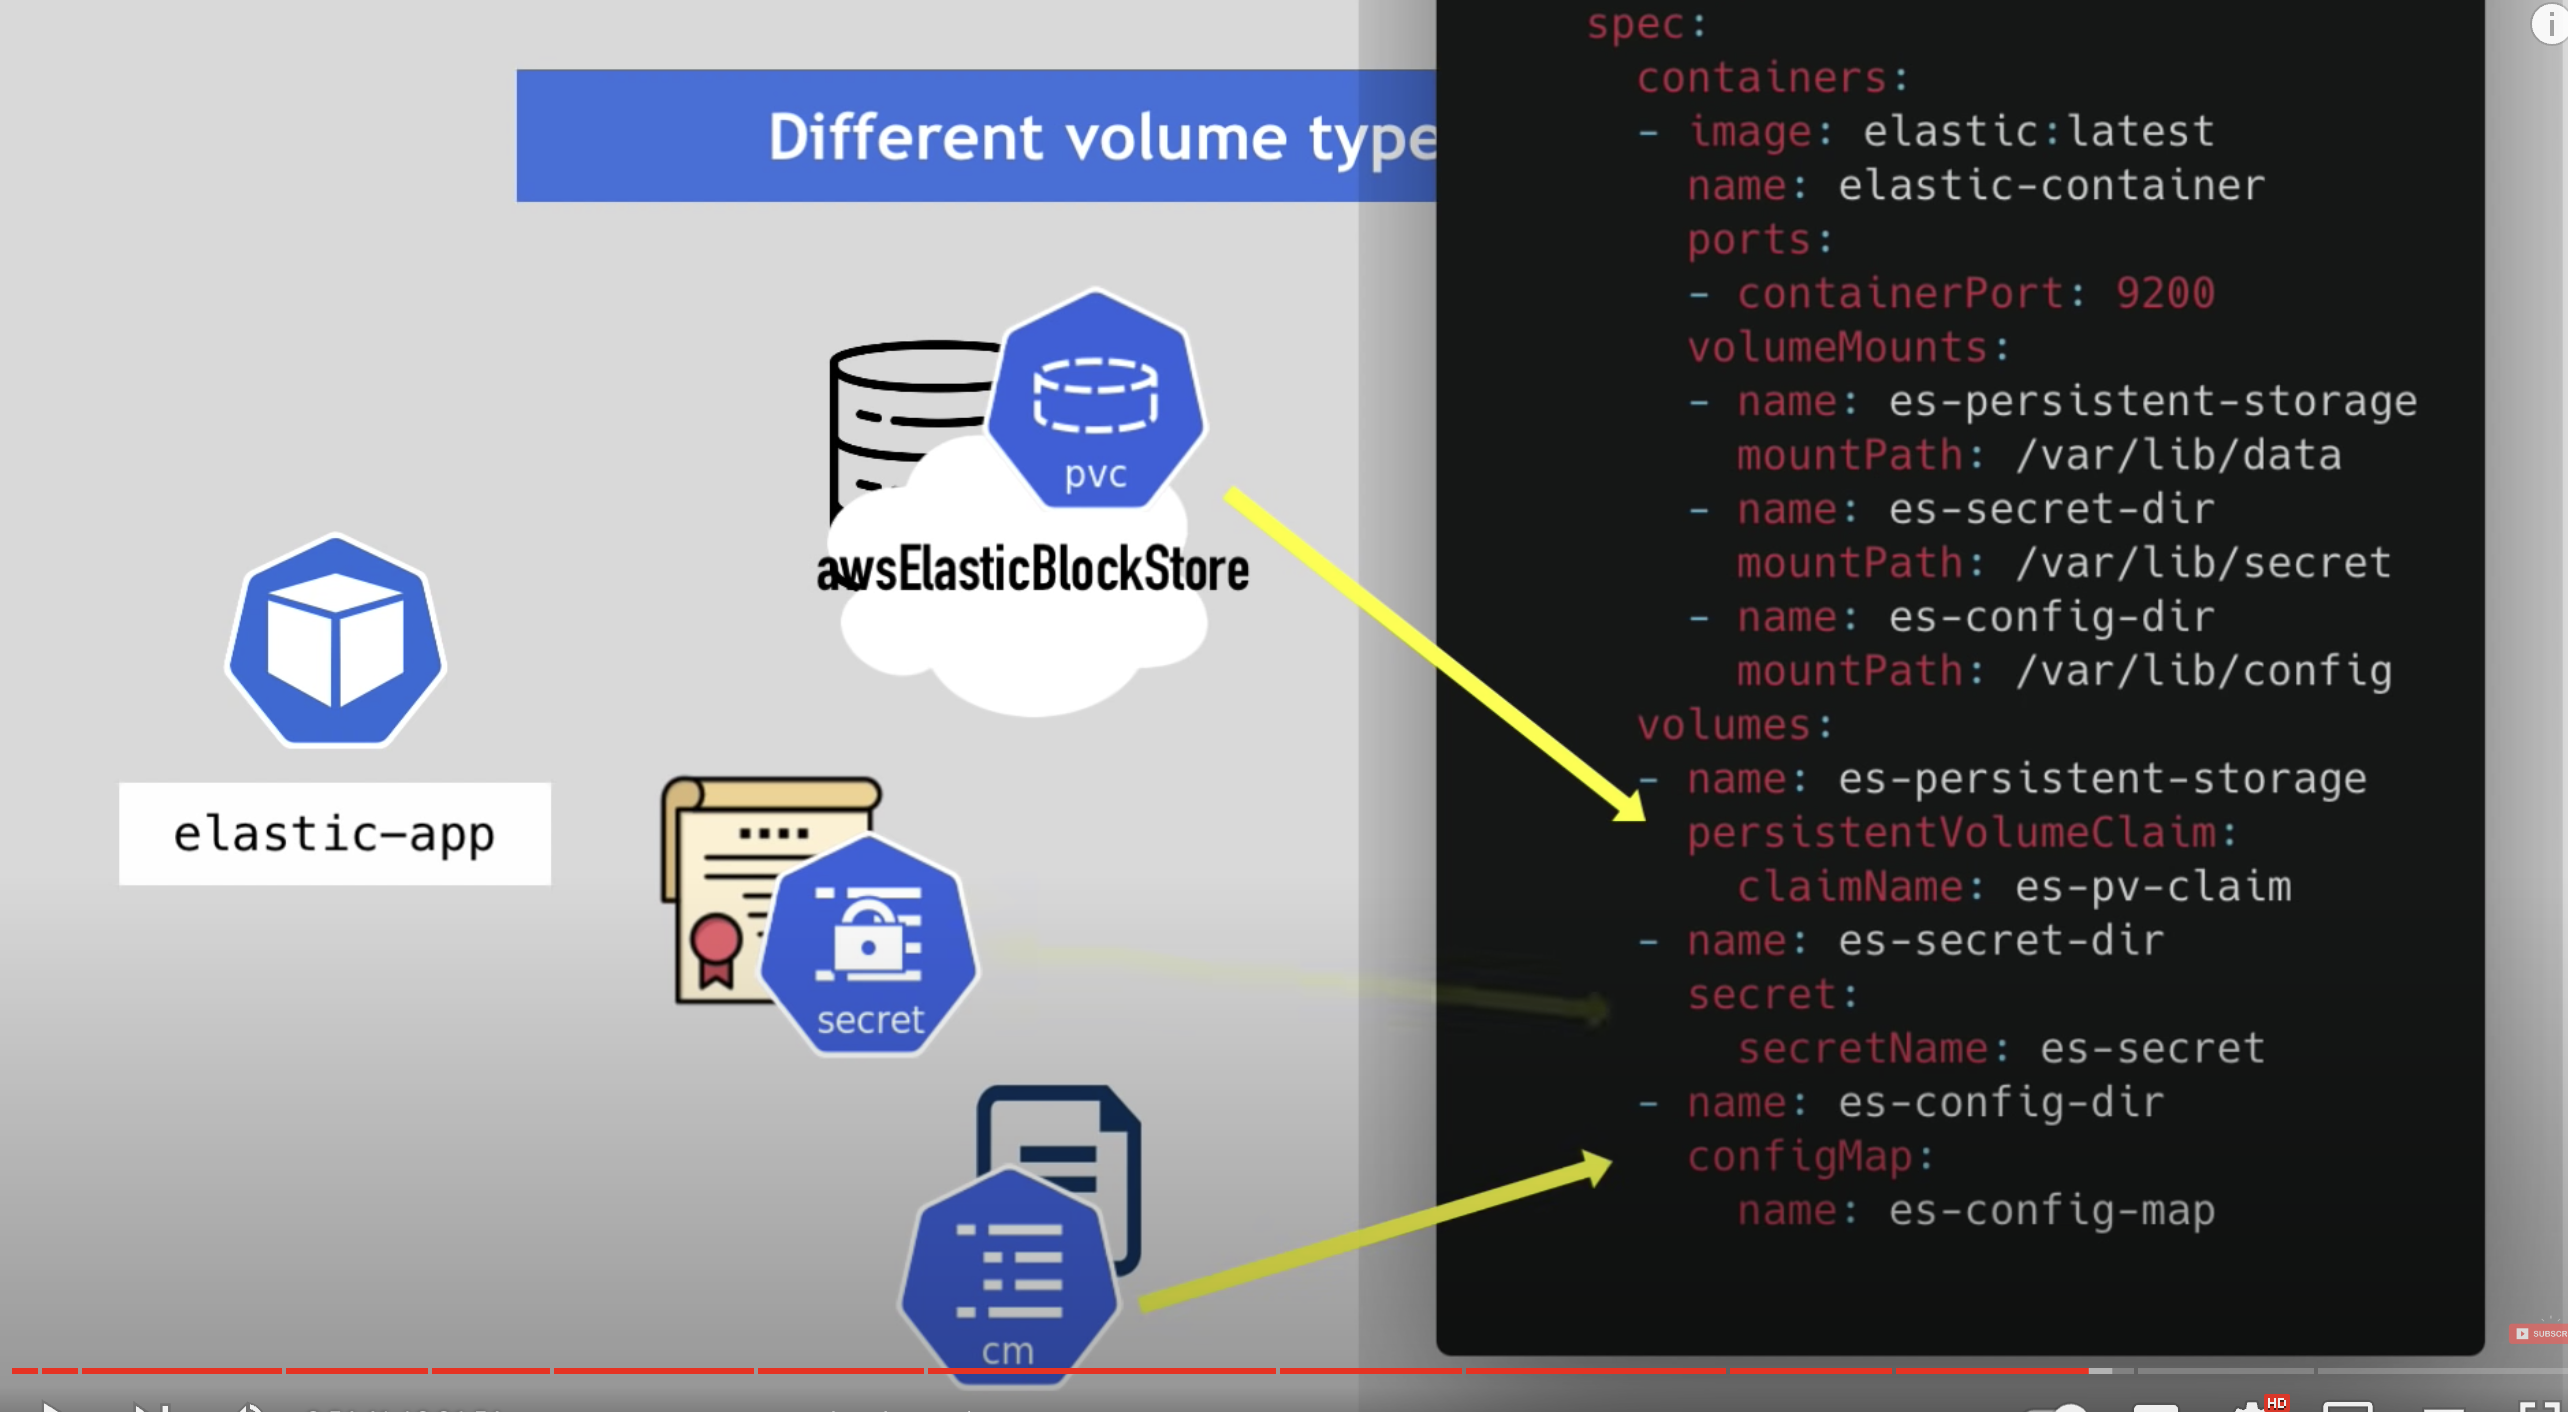 Different volume type
pvc
awsElasticBlockStore
elastic-app
secret
cm
spec:
containers:
- image: elastic:latest
name: elastic-container
ports:
- containerPort: 9200
volumeMounts:
- name: es-persistent-storage
mountPath: /var/lib/data
- name: es-secret-dir
mountPath: /var/lib/secret
- name: es-config-dir
mountPath: /var/lib/config
volumes:
- name: es-persistent-storage
persistentVolumeClaim:
claimName: es-pv-claim
- name: es-secret-dir
secret:
secretName: es-secret
- name: es-config-dir
configMap:
name: es-config-map
i
SUBSCR
HD